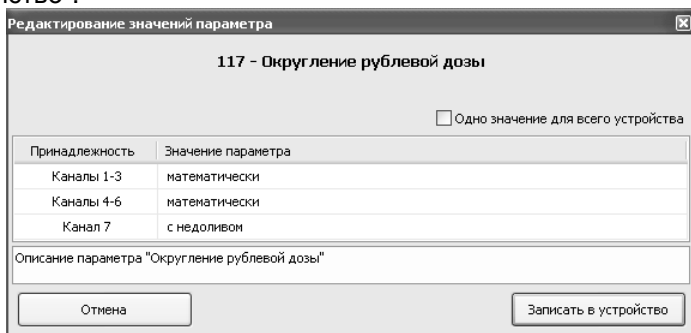 Редактирование значений параметра
117 - Округление рублевой дозы
Одно значение для всего устройства
Принадлежность Значение параметра
Каналы 1-3 математически
Каналы 4-6 математически
Канал 7 с недоливом
Описание параметра "Округление рублевой дозы"
Отмена Записать в устройство